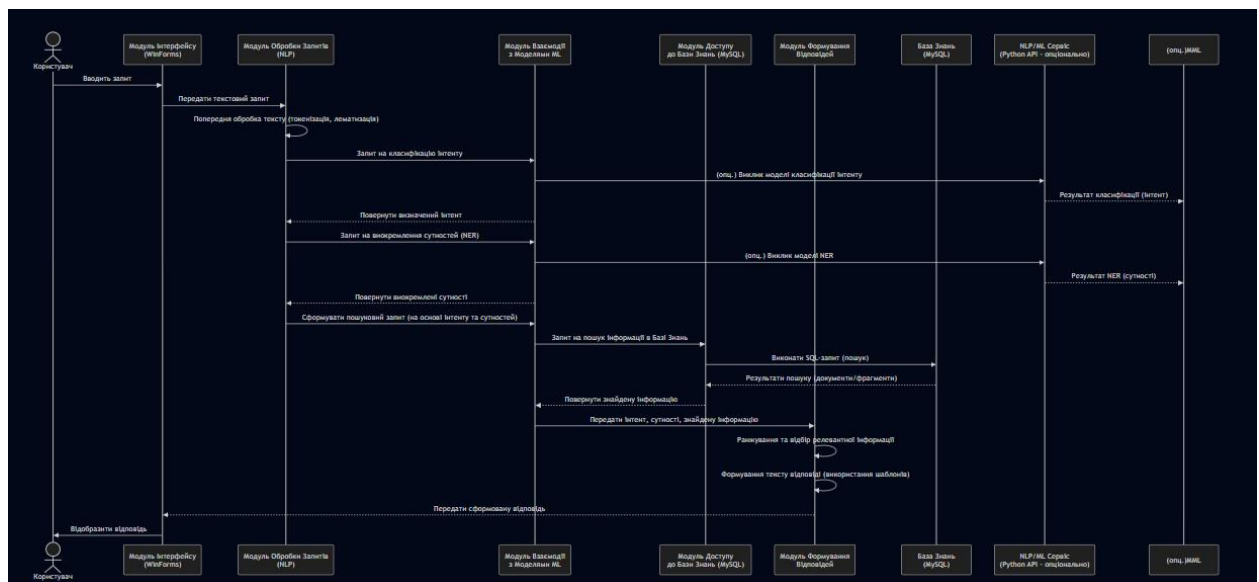 Користувач
Модуль Інтерфейсу
(WinForms)
Модуль Обробки Запитів
(NLP)
Модуль Взаємодії
з Моделями ML
Модуль Доступу
до Бази Знань (MySQL)
Модуль Формування
Відповідей
База Знань
(MySQL)
NLP/ML Сервіс
(Python API - опціонально)
(опц.)MML
Вводить запит
Передати текстовий запит
Попередня обробка тексту (токенізація, лематизація)
Запит на класифікацію інтенту
(опц.) Виклик моделі класифікації інтенту
Результат класифікації (інтент)
Повернути визначений інтент
Запит на виокремлення сутностей (NER)
(опц.) Виклик моделі NER
Результат NER (сутності)
Повернути виокремлені сутності
Сформувати пошуковий запит (на основі інтенту та сутностей)
Запит на пошук інформації в Базі Знань
Виконати SQL-запит (пошук)
Результати пошуку (документи/фрагменти)
Повернути знайдену інформацію
Передати інтент, сутності, знайдену інформацію
Ранжування та відбір релевантної інформації
Формування тексту відповіді (використання шаблонів)
Передати сформовану відповідь
Відобразити відповідь
Користувач
Модуль Інтерфейсу
(WinForms)
Модуль Обробки Запитів
(NLP)
Модуль Взаємодії
з Моделями ML
Модуль Доступу
до Бази Знань (MySQL)
Модуль Формування
Відповідей
База Знань
(MySQL)
NLP/ML Сервіс
(Python API - опціонально)
(опц.)MML